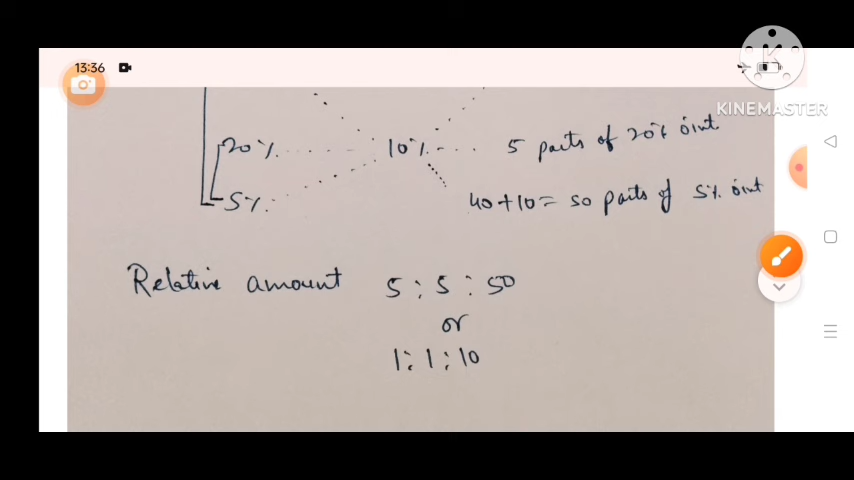 13:36
KINEMASTER
20% 10% 5 parts of 20% oint
5% 40+10= 50 parts of 5% oint
Relative amount 5:5:50
or
1:1:10